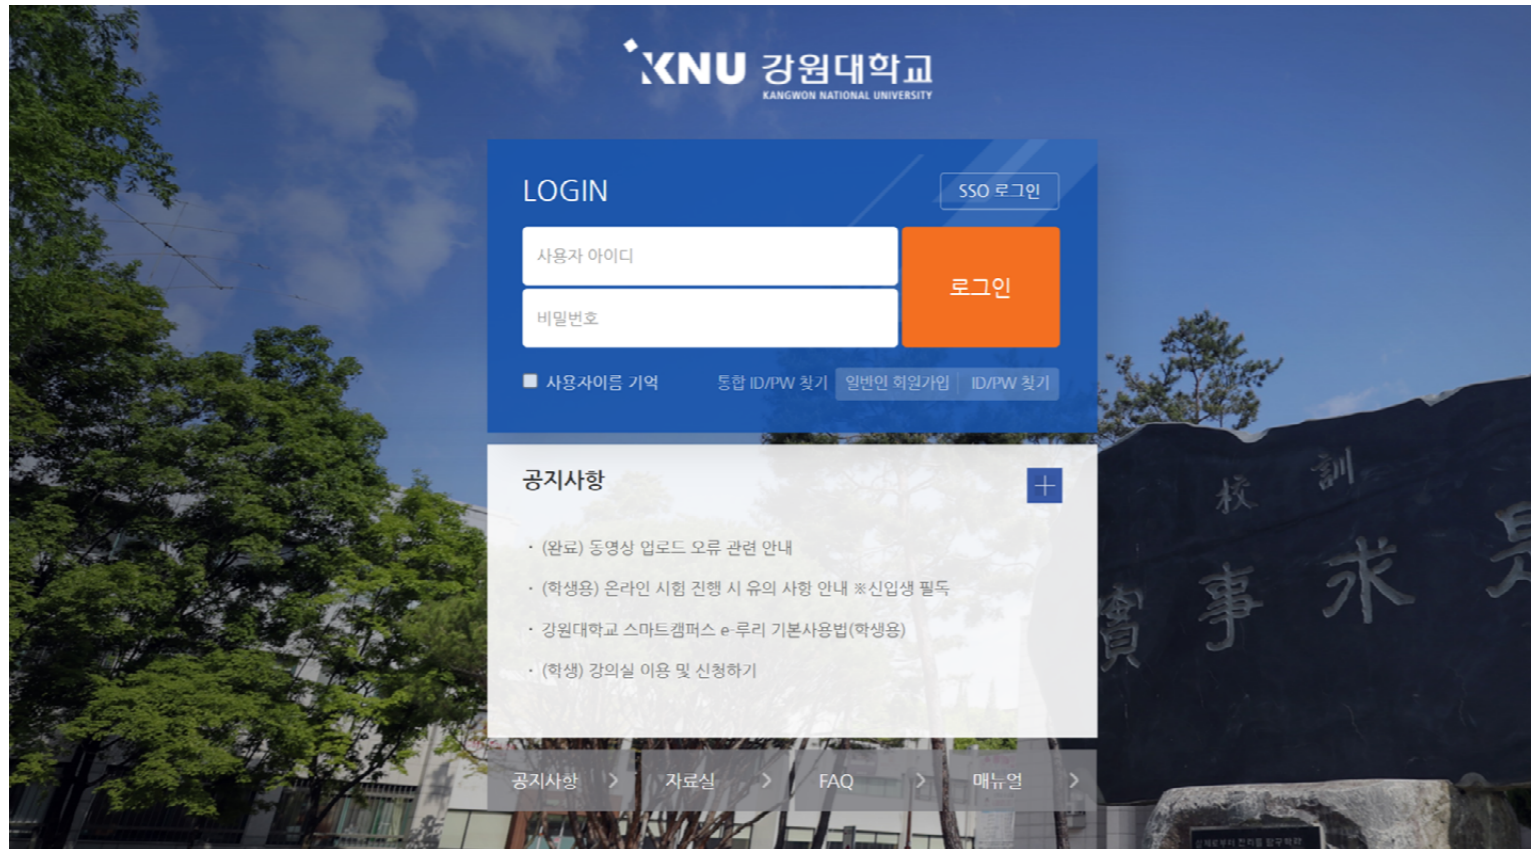 KNU 강원대학교
KANGWON NATIONAL UNIVERSITY
LOGIN
SSO 로그인
사용자 아이디
로그인
비밀번호
사용자이름 기억
통합 ID/PW 찾기
일반인 회원가입
ID/PW 찾기
공지사항
· (완료) 동영상 업로드 오류 관련 안내
· (학생용) 온라인 시험 진행 시 유의 사항 안내 ※신입생 필독
· 강원대학교 스마트캠퍼스 e-루리 기본사용법(학생용)
· (학생) 강의실 이용 및 신청하기
校訓
實事求是
공지사항
자료실
FAQ
매뉴얼